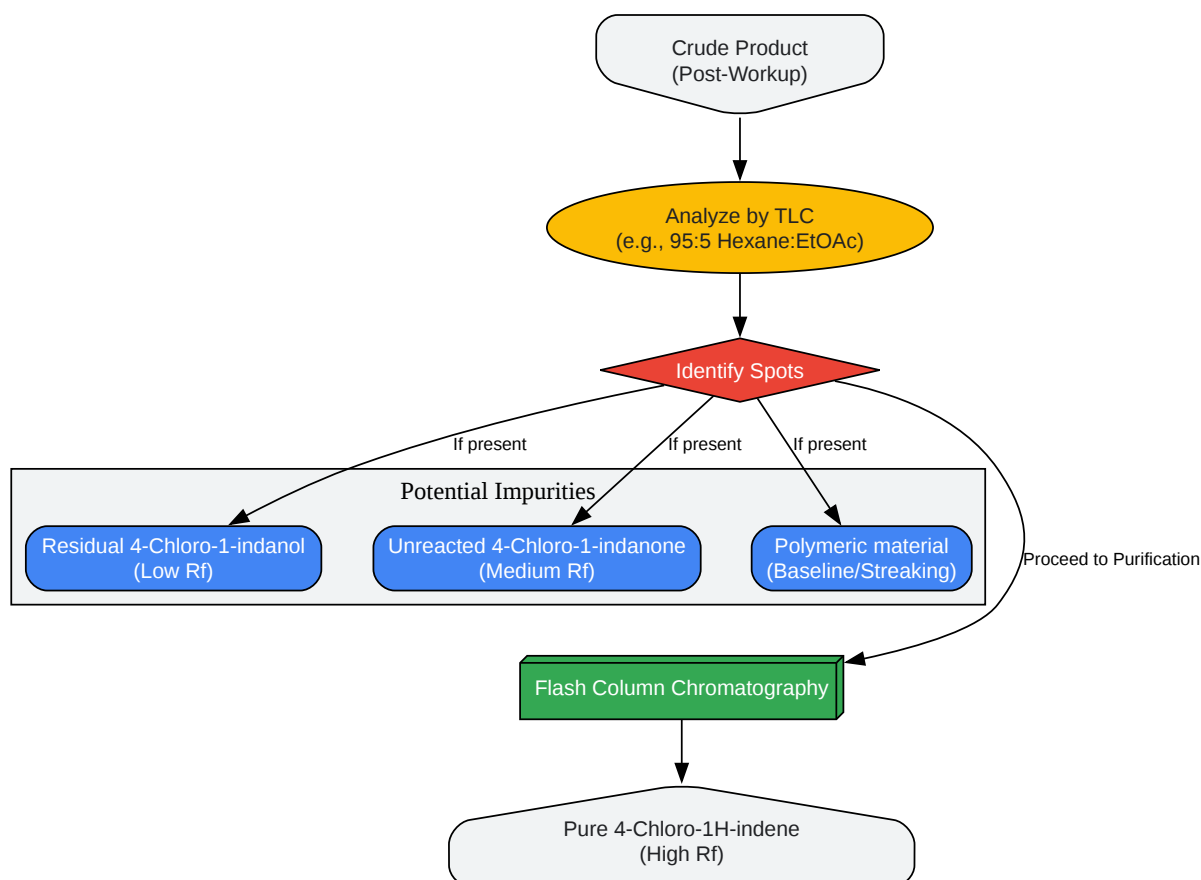 Crude Product
(Post-Workup)
Analyze by TLC
(e.g., 95:5 Hexane:EtOAc)
Identify Spots
If present
If present
If present
Potential Impurities
Residual 4-Chloro-1-indanol
(Low Rf)
Unreacted 4-Chloro-1-indanone
(Medium Rf)
Polymeric material
(Baseline/Streaking)
Proceed to Purification
Flash Column Chromatography
Pure 4-Chloro-1H-indene
(High Rf)